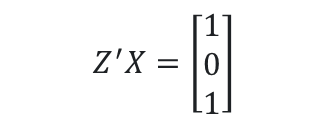 Z′X = [1
0
1]